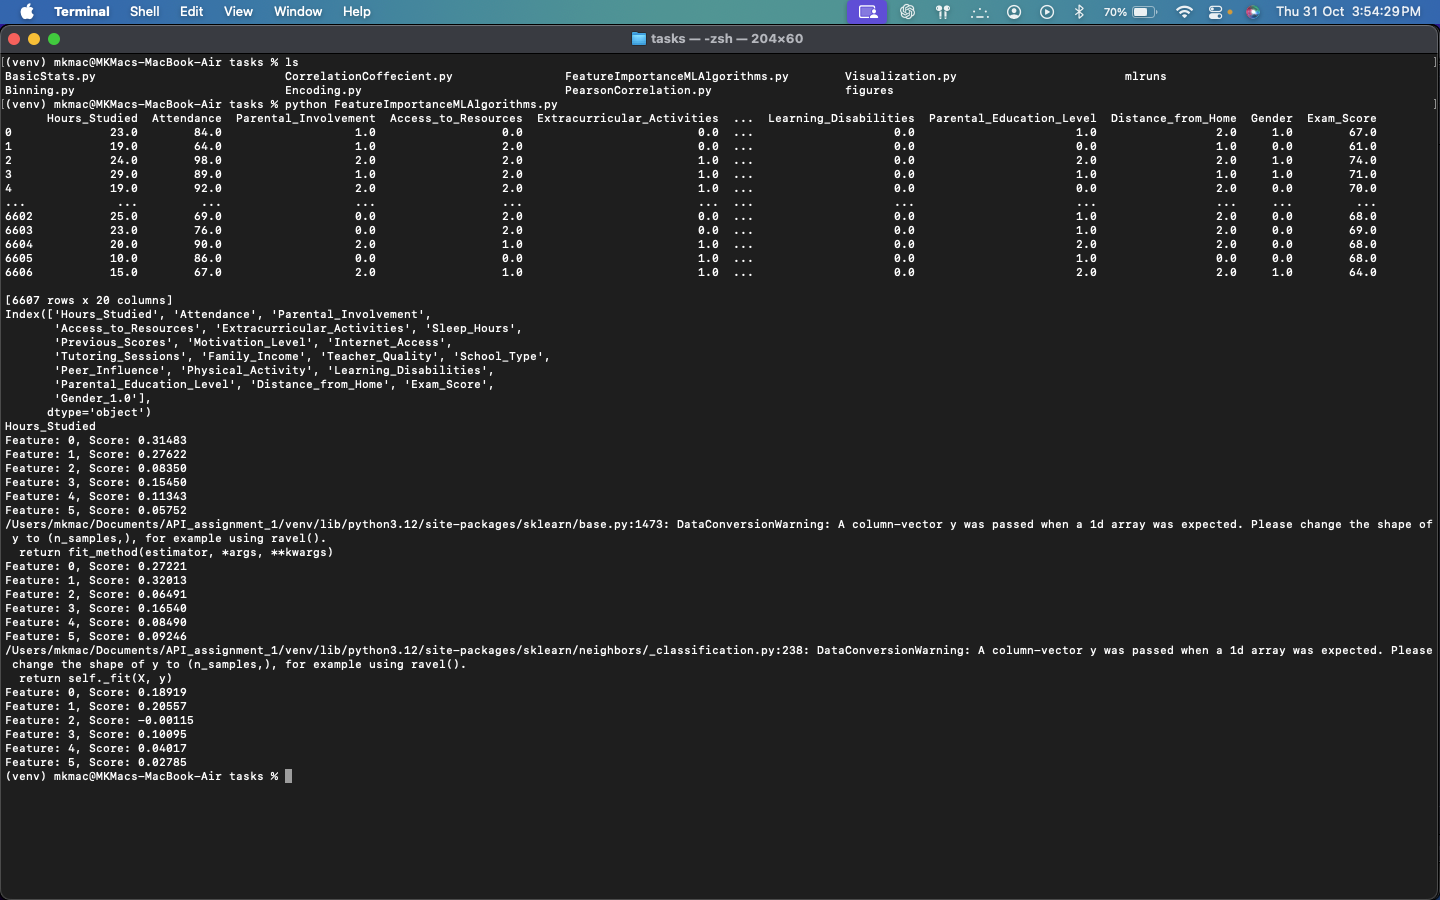 Terminal Shell Edit View Window Help 70% Thu 31 Oct 3:54:29 PM
tasks — -zsh — 204×60
[(venv) mkmac@MKMacs-MacBook-Air tasks % ls ]
BasicStats.py CorrelationCoffecient.py FeatureImportanceMLAlgorithms.py Visualization.py mlruns
Binning.py Encoding.py PearsonCorrelation.py figures
[(venv) mkmac@MKMacs-MacBook-Air tasks % python FeatureImportanceMLAlgorithms.py ]
Hours_Studied Attendance Parental_Involvement Access_to_Resources Extracurricular_Activities ... Learning_Disabilities Parental_Education_Level Distance_from_Home Gender Exam_Score
0 23.0 84.0 1.0 0.0 0.0 ... 0.0 1.0 2.0 1.0 67.0
1 19.0 64.0 1.0 2.0 0.0 ... 0.0 0.0 1.0 0.0 61.0
2 24.0 98.0 2.0 2.0 1.0 ... 0.0 2.0 2.0 1.0 74.0
3 29.0 89.0 1.0 2.0 1.0 ... 0.0 1.0 1.0 1.0 71.0
4 19.0 92.0 2.0 2.0 1.0 ... 0.0 0.0 2.0 0.0 70.0
... ... ... ... ... ... ... ... ... ... ... ...
6602 25.0 69.0 0.0 2.0 0.0 ... 0.0 1.0 2.0 0.0 68.0
6603 23.0 76.0 0.0 2.0 0.0 ... 0.0 1.0 2.0 0.0 69.0
6604 20.0 90.0 2.0 1.0 1.0 ... 0.0 2.0 2.0 0.0 68.0
6605 10.0 86.0 0.0 0.0 1.0 ... 0.0 1.0 0.0 0.0 68.0
6606 15.0 67.0 2.0 1.0 1.0 ... 0.0 2.0 2.0 1.0 64.0
[6607 rows x 20 columns]
Index(['Hours_Studied', 'Attendance', 'Parental_Involvement',
'Access_to_Resources', 'Extracurricular_Activities', 'Sleep_Hours',
'Previous_Scores', 'Motivation_Level', 'Internet_Access',
'Tutoring_Sessions', 'Family_Income', 'Teacher_Quality', 'School_Type',
'Peer_Influence', 'Physical_Activity', 'Learning_Disabilities',
'Parental_Education_Level', 'Distance_from_Home', 'Exam_Score',
'Gender_1.0'],
dtype='object')
Hours_Studied
Feature: 0, Score: 0.31483
Feature: 1, Score: 0.27622
Feature: 2, Score: 0.08350
Feature: 3, Score: 0.15450
Feature: 4, Score: 0.11343
Feature: 5, Score: 0.05752
/Users/mkmac/Documents/API_assignment_1/venv/lib/python3.12/site-packages/sklearn/base.py:1473: DataConversionWarning: A column-vector y was passed when a 1d array was expected. Please change the shape of
y to (n_samples,), for example using ravel().
return fit_method(estimator, *args, **kwargs)
Feature: 0, Score: 0.27221
Feature: 1, Score: 0.32013
Feature: 2, Score: 0.06491
Feature: 3, Score: 0.16540
Feature: 4, Score: 0.08490
Feature: 5, Score: 0.09246
/Users/mkmac/Documents/API_assignment_1/venv/lib/python3.12/site-packages/sklearn/neighbors/_classification.py:238: DataConversionWarning: A column-vector y was passed when a 1d array was expected. Please
change the shape of y to (n_samples,), for example using ravel().
return self._fit(X, y)
Feature: 0, Score: 0.18919
Feature: 1, Score: 0.20557
Feature: 2, Score: -0.00115
Feature: 3, Score: 0.10095
Feature: 4, Score: 0.04017
Feature: 5, Score: 0.02785
(venv) mkmac@MKMacs-MacBook-Air tasks %